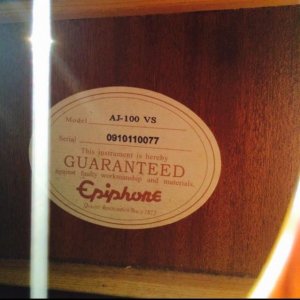 Model AJ-100 VS
Serial 0910110077
This instrument is hereby
GUARANTEED
against faulty workmanship and materials.
Epiphone